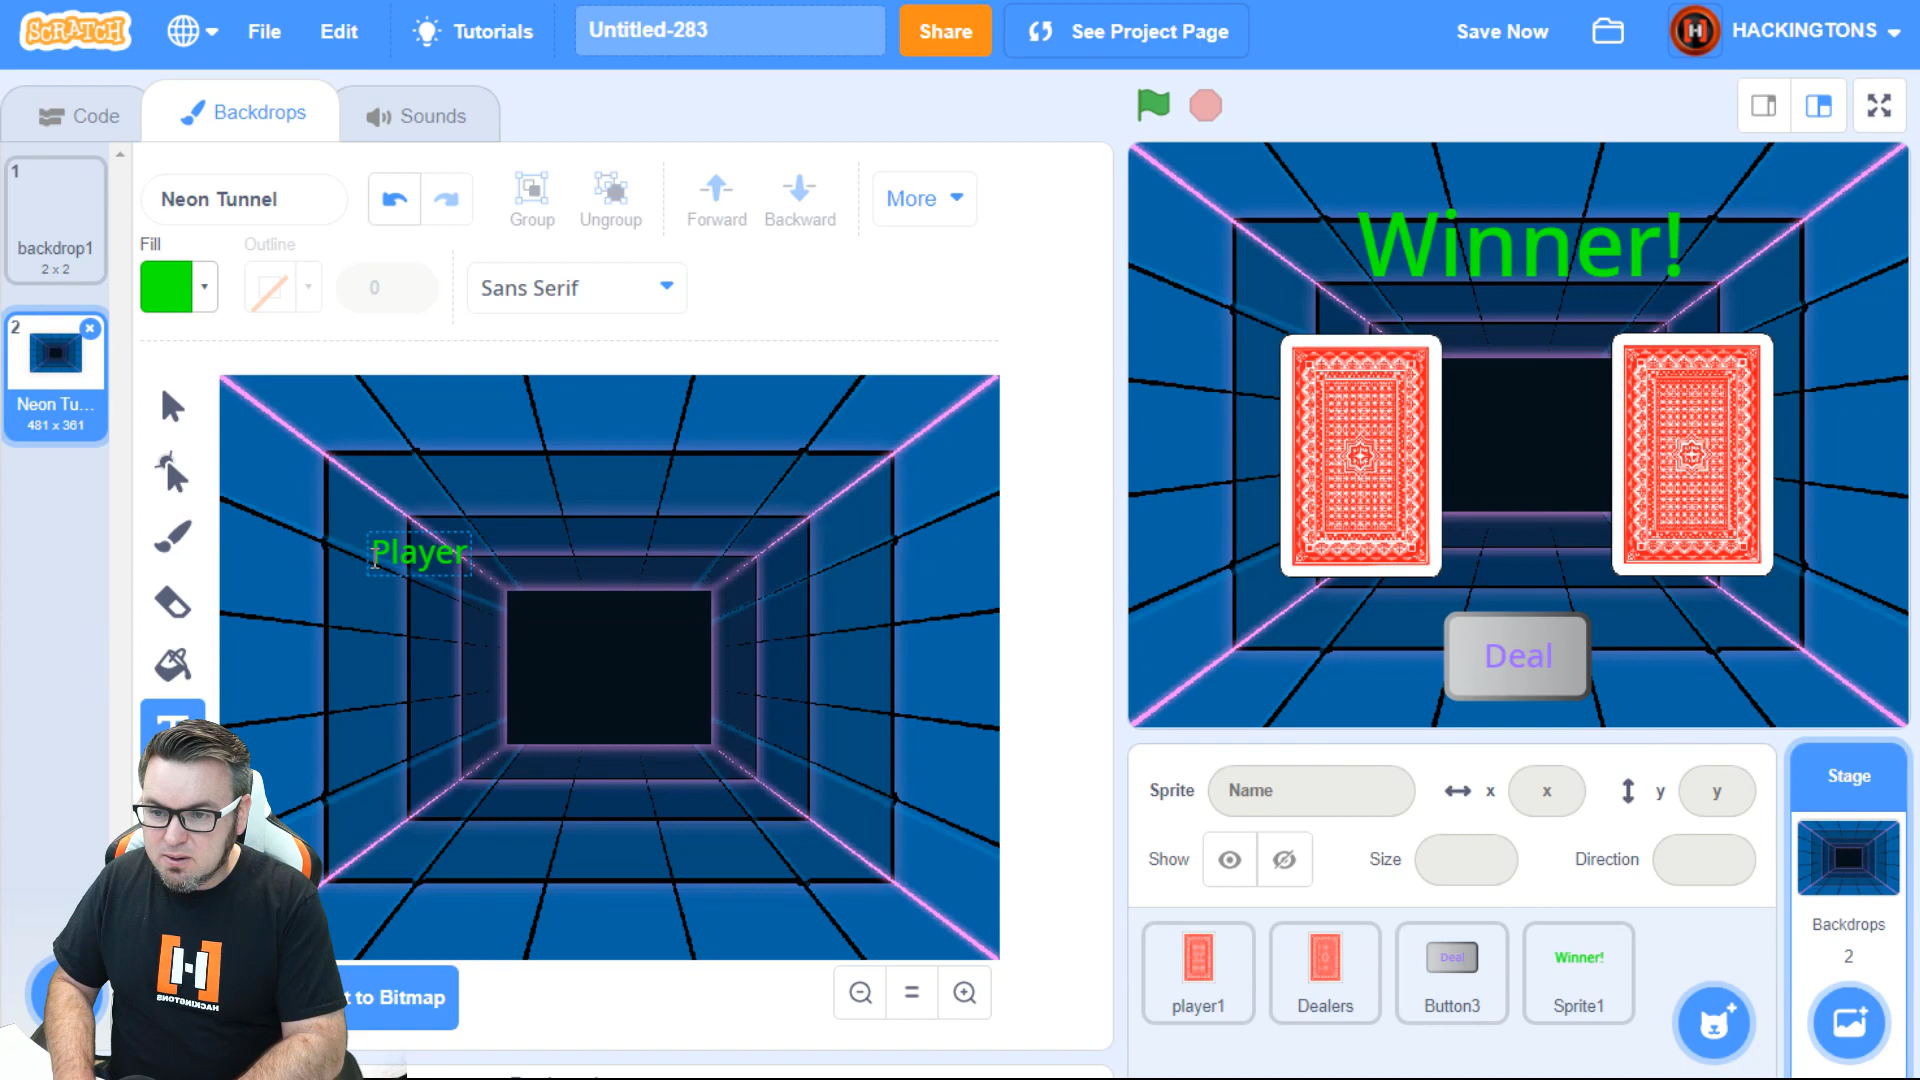 SCRATCH
File
Edit
Tutorials
Untitled-283
Share
See Project Page
Save Now
HACKINGTONS
Code
Backdrops
Sounds
1
backdrop1
2 x 2
2
Neon Tu...
481 x 361
Neon Tunnel
Group
Ungroup
Forward
Backward
More
Fill
Outline
0
Sans Serif
Player
t to Bitmap
Winner!
Deal
Sprite
Name
x
x
y
y
Show
Size
Direction
player1
Dealers
Deal
Button3
Winner!
Sprite1
Stage
Backdrops
2
HACKINGTONS